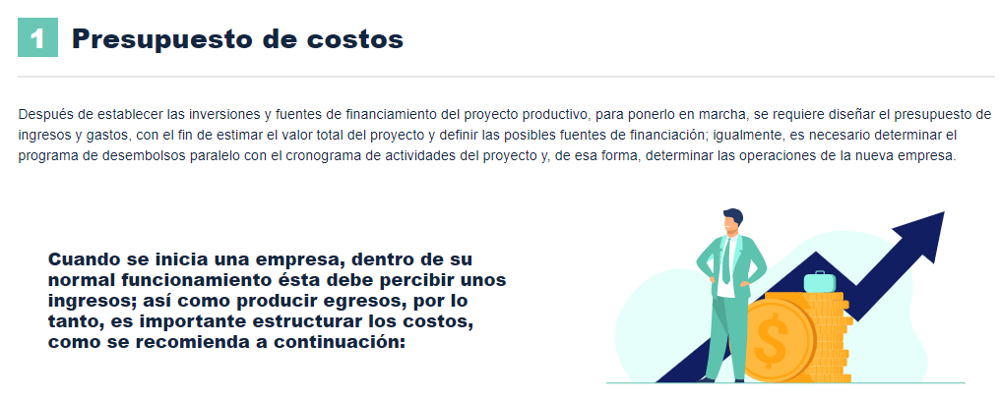 1 Presupuesto de costos
Después de establecer las inversiones y fuentes de financiamiento del proyecto productivo, para ponerlo en marcha, se requiere diseñar el presupuesto de
ingresos y gastos, con el fin de estimar el valor total del proyecto y definir las posibles fuentes de financiación; igualmente, es necesario determinar el
programa de desembolsos paralelo con el cronograma de actividades del proyecto y, de esa forma, determinar las operaciones de la nueva empresa.
Cuando se inicia una empresa, dentro de su
normal funcionamiento ésta debe percibir unos
ingresos; así como producir egresos, por lo
tanto, es importante estructurar los costos,
como se recomienda a continuación:
$